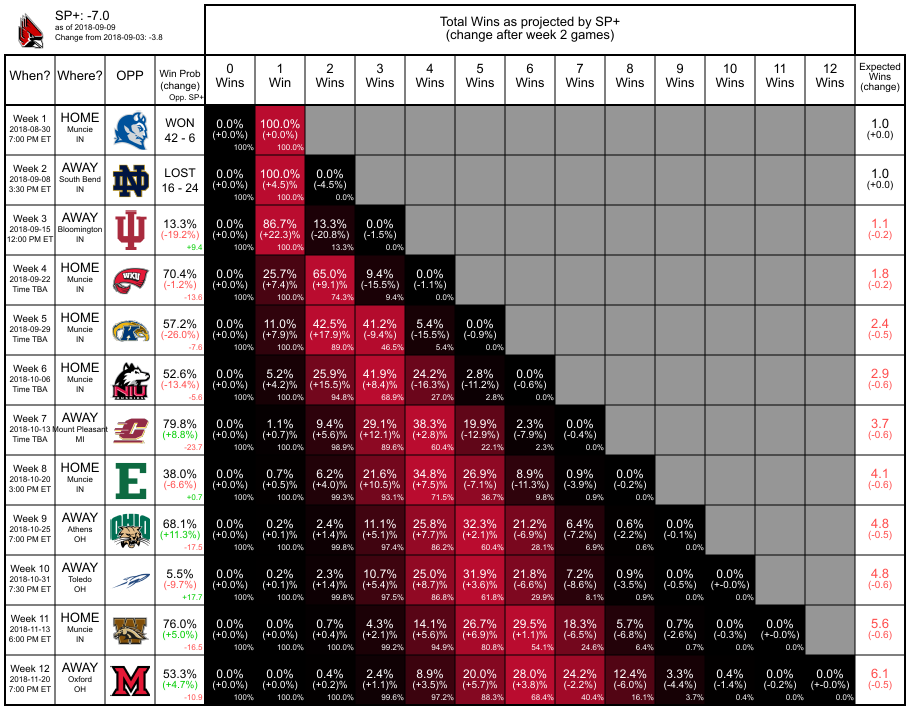 SP+: -7.0
as of 2018-09-09
Change from 2018-09-03: -3.8
Total Wins as projected by SP+
(change after week 2 games)
When? Where? OPP Win Prob (change) Opp. SP+ 0 Wins 1 Win 2 Wins 3 Wins 4 Wins 5 Wins 6 Wins 7 Wins 8 Wins 9 Wins 10 Wins 11 Wins 12 Wins Expected Wins (change)
Week 1 HOME WON 0.0% 100.0% 1.0
2018-08-30 Muncie 42 - 6 (+0.0%) (+0.0%) (+0.0)
7:00 PM ET IN 100% 100.0%
Week 2 AWAY LOST 0.0% 100.0% 0.0% 1.0
2018-09-08 South Bend 16 - 24 (+0.0%) (+4.5)% (-4.5%) (+0.0)
3:30 PM ET IN 100% 100.0% 0.0%
Week 3 AWAY 13.3% 0.0% 86.7% 13.3% 0.0% 1.1
2018-09-15 Bloomington (-19.2%) (+0.0%) (+22.3)% (-20.8%) (-1.5%) (-0.2)
12:00 PM ET IN +9.4 100% 100.0% 13.3% 0.0%
Week 4 HOME WKU 70.4% 0.0% 25.7% 65.0% 9.4% 0.0% 1.8
2018-09-22 Muncie (-1.2%) (+0.0%) (+7.4)% (+9.1)% (-15.5%) (-1.1%) (-0.2)
Time TBA IN -13.6 100% 100.0% 74.3% 9.4% 0.0%
Week 5 HOME K 57.2% 0.0% 11.0% 42.5% 41.2% 5.4% 0.0% 2.4
2018-09-29 Muncie (-26.0%) (+0.0%) (+7.9)% (+17.9)% (-9.4%) (-15.5%) (-0.9%) (-0.5)
Time TBA IN -7.6 100% 100.0% 89.0% 46.5% 5.4% 0.0%
Week 6 HOME NIU 52.6% 0.0% 5.2% 25.9% 41.9% 24.2% 2.8% 0.0% 2.9
2018-10-06 Muncie (-13.4%) (+0.0%) (+4.2)% (+15.5)% (+8.4)% (-16.3%) (-11.2%) (-0.6%) (-0.6)
Time TBA IN -5.6 100% 100.0% 94.8% 68.9% 27.0% 2.8% 0.0%
Week 7 AWAY C 79.8% 0.0% 1.1% 9.4% 29.1% 38.3% 19.9% 2.3% 0.0% 3.7
2018-10-13 Mount Pleasant (+8.8%) (+0.0%) (+0.7)% (+5.6)% (+12.1)% (+2.8)% (-12.9%) (-7.9%) (-0.4%) (-0.6)
Time TBA MI -23.7 100% 100.0% 98.9% 89.6% 60.4% 22.1% 2.3% 0.0%
Week 8 HOME E 38.0% 0.0% 0.7% 6.2% 21.6% 34.8% 26.9% 8.9% 0.9% 0.0% 4.1
2018-10-20 Muncie (-6.6%) (+0.0%) (+0.5)% (+4.0)% (+10.5)% (+7.5)% (-7.1%) (-11.3%) (-3.9%) (-0.2%) (-0.6)
3:00 PM ET IN +0.7 100% 100.0% 99.3% 93.1% 71.5% 36.7% 9.8% 0.9% 0.0%
Week 9 AWAY OHIO 68.1% 0.0% 0.2% 2.4% 11.1% 25.8% 32.3% 21.2% 6.4% 0.6% 0.0% 4.8
2018-10-25 Athens (+11.3%) (+0.0%) (+0.1)% (+1.4)% (+5.1)% (+7.7)% (+2.1)% (-6.9%) (-7.2%) (-2.2%) (-0.1%) (-0.5)
7:00 PM ET OH -17.5 100% 100.0% 99.8% 97.4% 86.2% 60.4% 28.1% 6.9% 0.6% 0.0%
Week 10 AWAY 5.5% 0.0% 0.2% 2.3% 10.7% 25.0% 31.9% 21.8% 7.2% 0.9% 0.0% 0.0% 4.8
2018-10-31 Toledo (-9.7%) (+0.0%) (+0.1)% (+1.4)% (+5.4)% (+8.7)% (+3.6)% (-6.6%) (-8.6%) (-3.5%) (-0.5%) (+-0.0%) (-0.6)
7:30 PM ET OH +17.7 100% 100.0% 99.8% 97.5% 86.8% 61.8% 29.9% 8.1% 0.9% 0.0% 0.0%
Week 11 HOME W 76.0% 0.0% 0.0% 0.7% 4.3% 14.1% 26.7% 29.5% 18.3% 5.7% 0.7% 0.0% 0.0% 5.6
2018-11-13 Muncie (+5.0%) (+0.0%) (+0.0)% (+0.4)% (+2.1)% (+5.6)% (+6.9)% (+1.1)% (-6.5%) (-6.8%) (-2.6%) (-0.3%) (+-0.0%) (-0.6)
6:00 PM ET IN -16.5 100% 100.0% 100.0% 99.2% 94.9% 80.8% 54.1% 24.6% 6.4% 0.7% 0.0% 0.0%
Week 12 AWAY M 53.3% 0.0% 0.0% 0.4% 2.4% 8.9% 20.0% 28.0% 24.2% 12.4% 3.3% 0.4% 0.0% 0.0% 6.1
2018-11-20 Oxford (+4.7%) (+0.0%) (+0.0)% (+0.2)% (+1.1)% (+3.5)% (+5.7)% (+3.8)% (-2.2%) (-6.0%) (-4.4%) (-1.4%) (-0.2%) (+-0.0%) (-0.5)
7:00 PM ET OH -10.9 100% 100.0% 100.0% 99.6% 97.2% 88.3% 68.4% 40.4% 16.1% 3.7% 0.4% 0.0% 0.0%